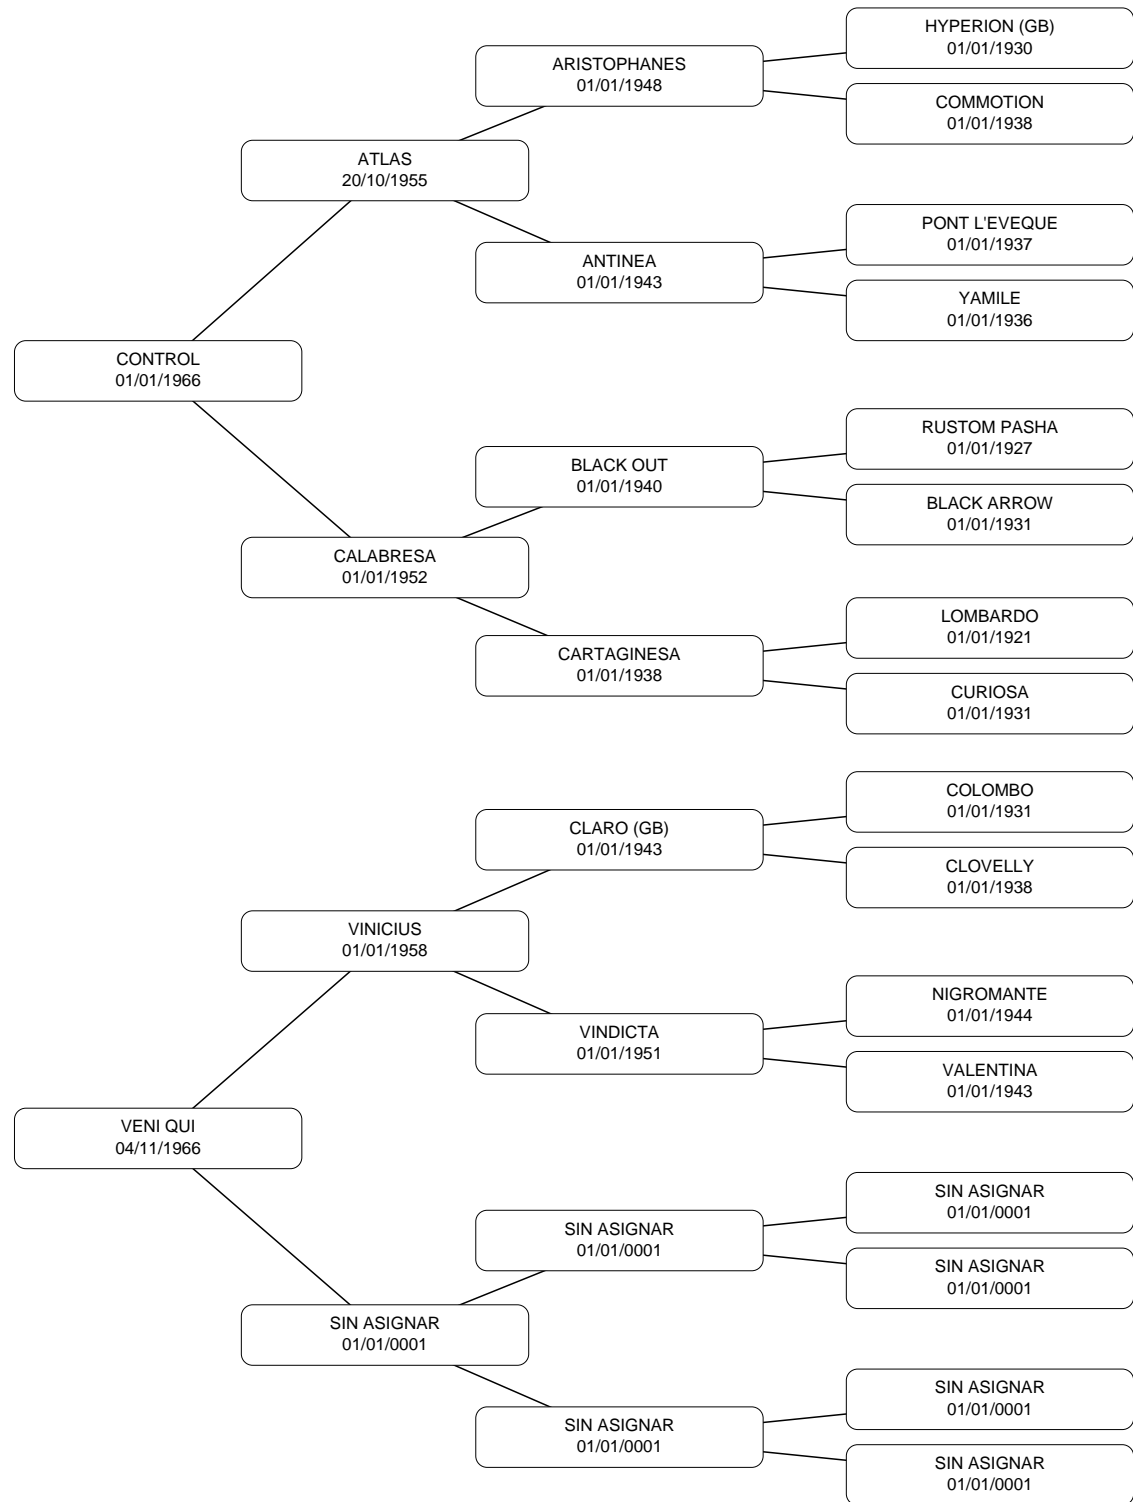 HYPERION (GB)
01/01/1930
ARISTOPHANES
01/01/1948
COMMOTION
01/01/1938
ATLAS
20/10/1955
PONT L'EVEQUE
01/01/1937
ANTINEA
01/01/1943
YAMILE
01/01/1936
CONTROL
01/01/1966
RUSTOM PASHA
01/01/1927
BLACK OUT
01/01/1940
BLACK ARROW
01/01/1931
CALABRESA
01/01/1952
LOMBARDO
01/01/1921
CARTAGINESA
01/01/1938
CURIOSA
01/01/1931
COLOMBO
01/01/1931
CLARO (GB)
01/01/1943
CLOVELLY
01/01/1938
VINICIUS
01/01/1958
NIGROMANTE
01/01/1944
VINDICTA
01/01/1951
VALENTINA
01/01/1943
VENI QUI
04/11/1966
SIN ASIGNAR
01/01/0001
SIN ASIGNAR
01/01/0001
SIN ASIGNAR
01/01/0001
SIN ASIGNAR
01/01/0001
SIN ASIGNAR
01/01/0001
SIN ASIGNAR
01/01/0001
SIN ASIGNAR
01/01/0001